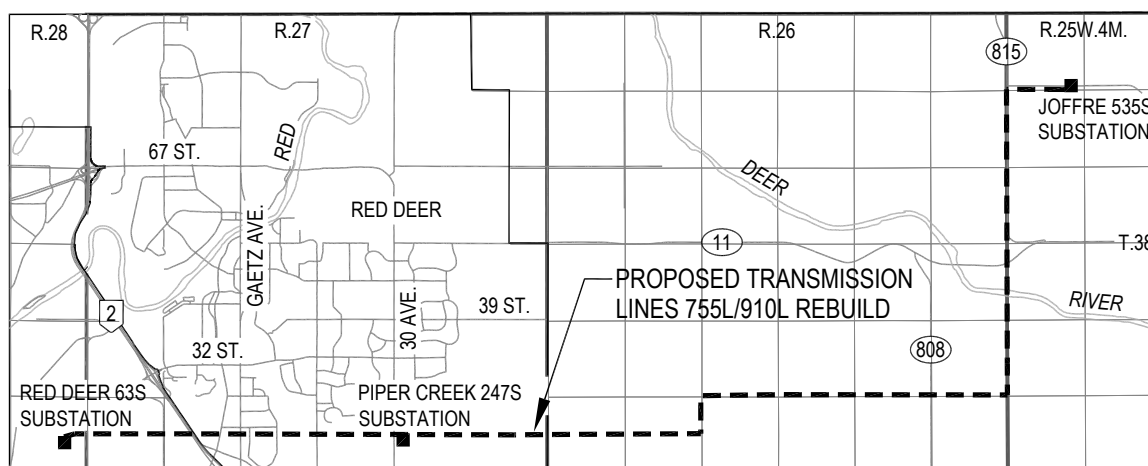 R.28
R.27
R.26
R.25W.4M.
815
JOFFRE 535S
SUBSTATION
67 ST.
RED
DEER
GAETZ AVE.
RED DEER
11
T.38
PROPOSED TRANSMISSION
LINES 755L/910L REBUILD
RIVER
2
30 AVE.
39 ST.
32 ST.
808
RED DEER 63S
SUBSTATION
PIPER CREEK 247S
SUBSTATION